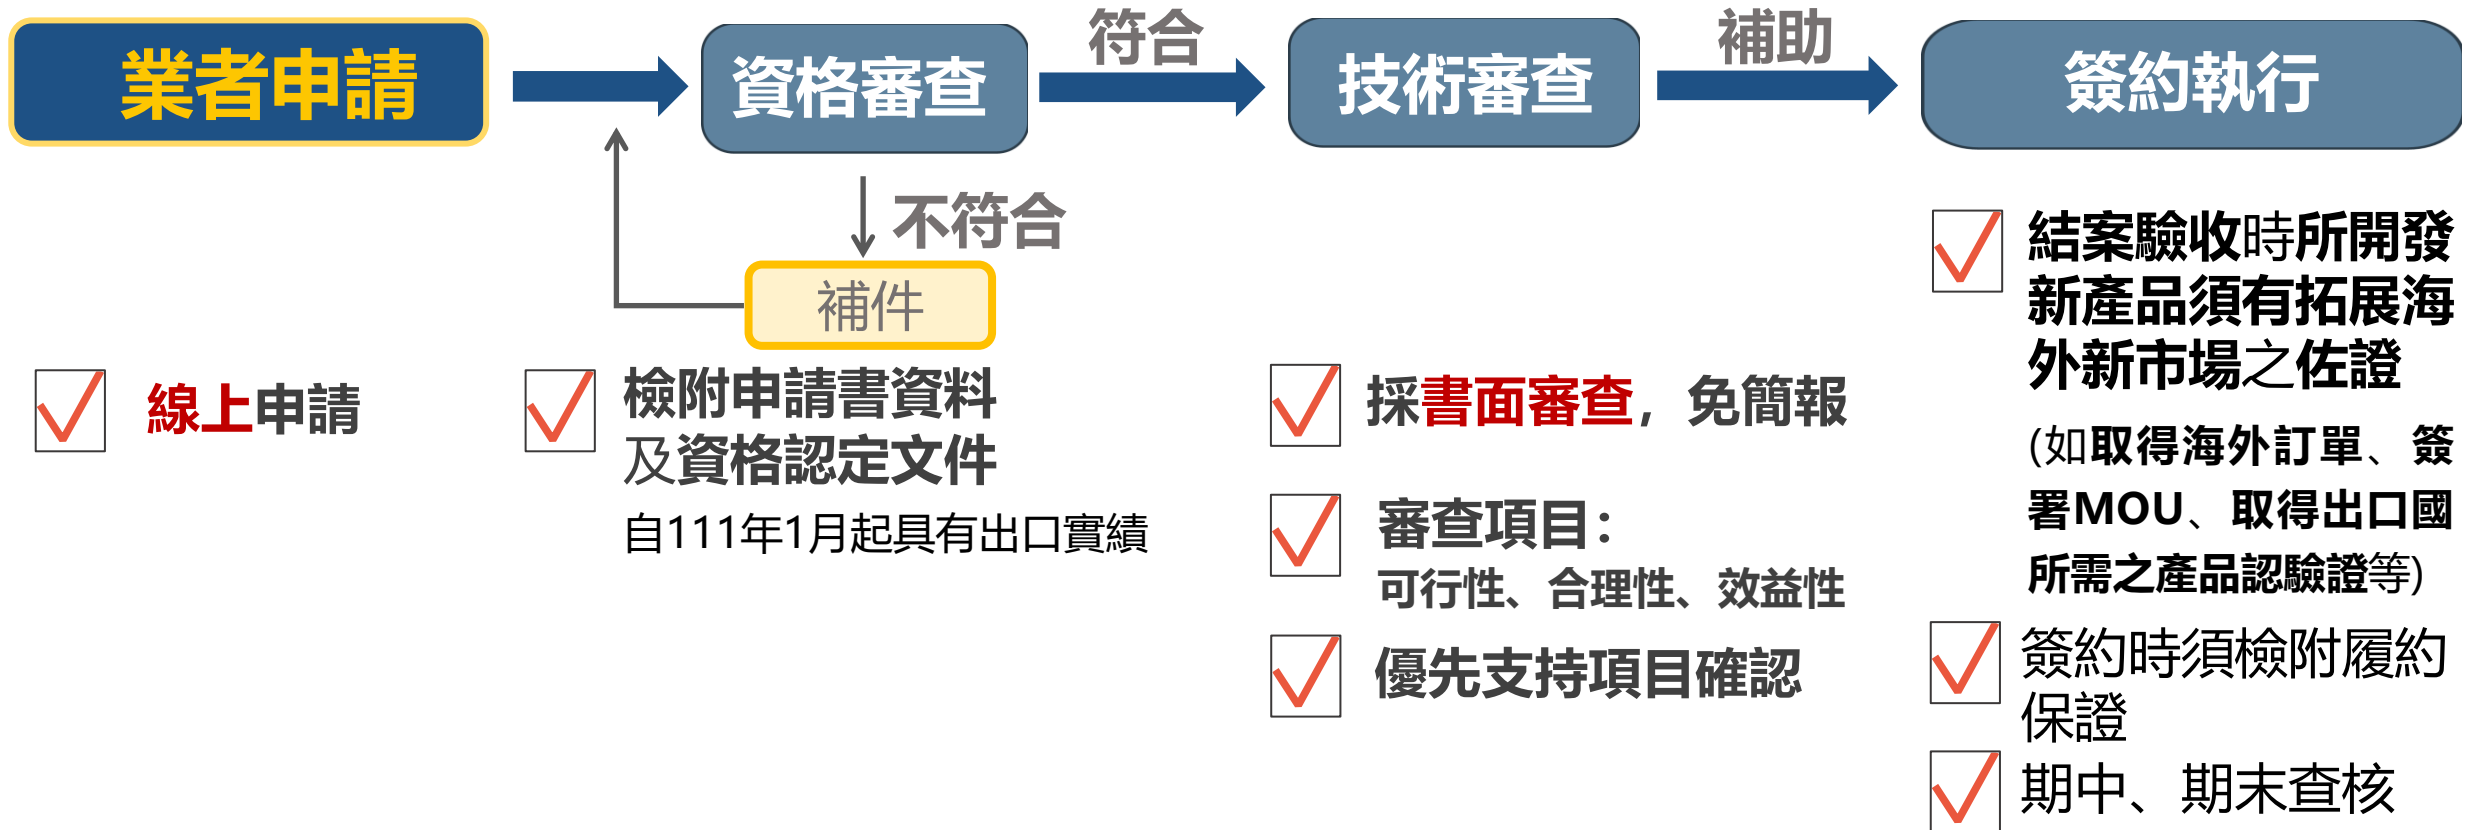 業者申請
資格審查
符合
技術審查
補助
簽約執行
不符合
補件
線上申請
檢附申請書資料
及資格認定文件
自111年1月起具有出口實績
採書面審查，免簡報
審查項目：
可行性、合理性、效益性
優先支持項目確認
結案驗收時所開發
新產品須有拓展海
外新市場之佐證
(如取得海外訂單、簽
署MOU、取得出口國
所需之產品認驗證等)
簽約時須檢附履約
保證
期中、期末查核